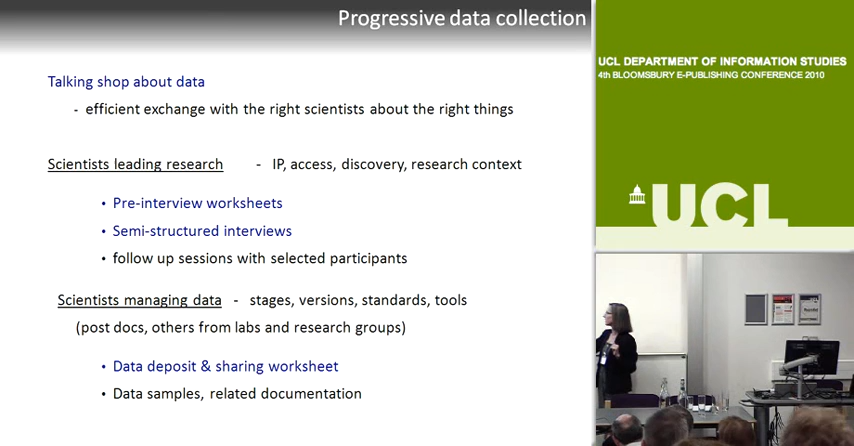 Progressive data collection
Talking shop about data
- efficient exchange with the right scientists about the right things
Scientists leading research - IP, access, discovery, research context
• Pre-interview worksheets
• Semi-structured interviews
• follow up sessions with selected participants
Scientists managing data - stages, versions, standards, tools
(post docs, others from labs and research groups)
• Data deposit & sharing worksheet
• Data samples, related documentation
UCL DEPARTMENT OF INFORMATION STUDIES
4th BLOOMSBURY E-PUBLISHING CONFERENCE 2010
UCL